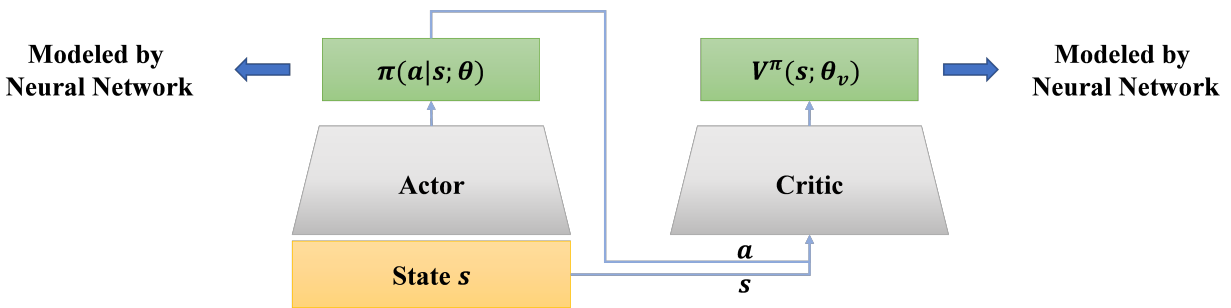 Modeled by
Neural Network
π(a|s; θ)
V^π(s; θ_v)
Modeled by
Neural Network
Actor
Critic
a
State s
s